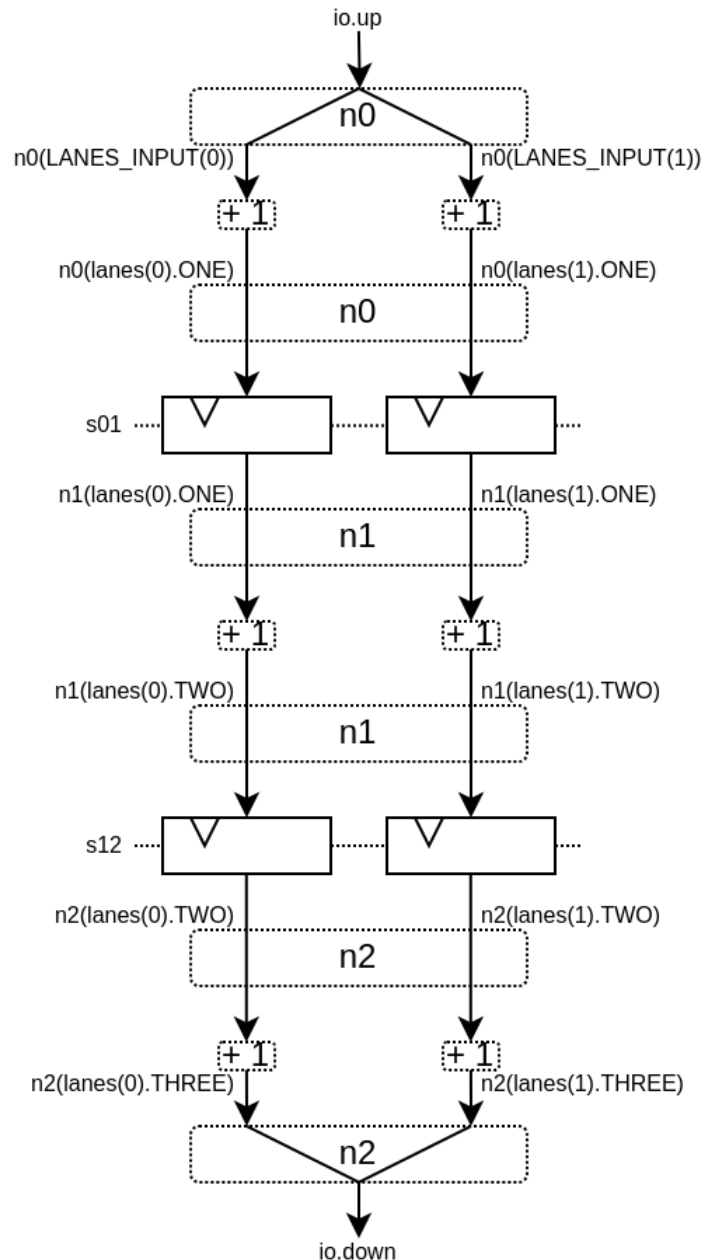 io.up
n0
n0(LANES_INPUT(0)) n0(LANES_INPUT(1))
+ 1 + 1
n0(lanes(0).ONE) n0(lanes(1).ONE)
n0
s01
n1(lanes(0).ONE) n1(lanes(1).ONE)
n1
+ 1 + 1
n1(lanes(0).TWO) n1(lanes(1).TWO)
n1
s12
n2(lanes(0).TWO) n2(lanes(1).TWO)
n2
+ 1 + 1
n2(lanes(0).THREE) n2(lanes(1).THREE)
n2
io.down